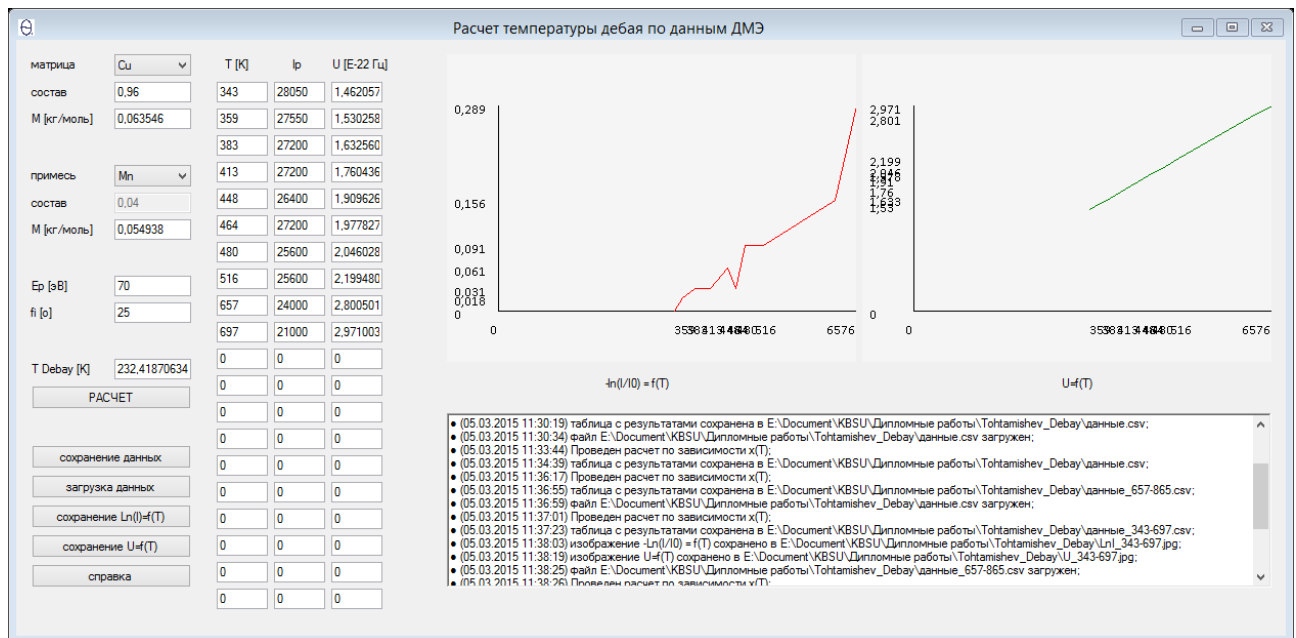 Расчет температуры дебая по данным ДМЭ
матрица Cu
состав 0,96
М [кг/моль] 0,063546
примесь Mn
состав 0,04
М [кг/моль] 0,054938
Ep [эВ] 70
fi [o] 25
T Debay [K] 232,41870634
РАСЧЕТ
сохранение данных
загрузка данных
сохранение Ln(I)=f(T)
сохранение U=f(T)
справка
T [K] Ip U [E-22 Гц]
343 28050 1,462057
359 27550 1,530258
383 27200 1,632560
413 27200 1,760436
448 26400 1,909626
464 27200 1,977827
480 25600 2,046028
516 25600 2,199480
657 24000 2,800501
697 21000 2,971003
0 0 0
0 0 0
0 0 0
0 0 0
0 0 0
0 0 0
0 0 0
0 0 0
0 0 0
0 0 0
0,289
0,156
0,091
0,061
0,031
0,018
0
0 516 6576
-ln(I/I0) = f(T)
2,971
2,801
2,199
1,91
1,76
1,53
0
0 516 6576
U=f(T)
● (05.03.2015 11:30:19) таблица с результатами сохранена в E:\Document\KBSU\Дипломные работы\Tohtamishev_Debay\данные.csv;
● (05.03.2015 11:30:34) файл E:\Document\KBSU\Дипломные работы\Tohtamishev_Debay\данные.csv загружен;
● (05.03.2015 11:33:44) Проведен расчет по зависимости x(T);
● (05.03.2015 11:34:39) таблица с результатами сохранена в E:\Document\KBSU\Дипломные работы\Tohtamishev_Debay\данные.csv;
● (05.03.2015 11:36:17) Проведен расчет по зависимости x(T);
● (05.03.2015 11:36:55) таблица с результатами сохранена в E:\Document\KBSU\Дипломные работы\Tohtamishev_Debay\данные_657-865.csv;
● (05.03.2015 11:36:59) файл E:\Document\KBSU\Дипломные работы\Tohtamishev_Debay\данные.csv загружен;
● (05.03.2015 11:37:01) Проведен расчет по зависимости x(T);
● (05.03.2015 11:37:23) таблица с результатами сохранена в E:\Document\KBSU\Дипломные работы\Tohtamishev_Debay\данные_343-697.csv;
● (05.03.2015 11:38:03) изображение -Ln(I/I0) = f(T) сохранено в E:\Document\KBSU\Дипломные работы\Tohtamishev_Debay\LnI_343-697.jpg;
● (05.03.2015 11:38:19) изображение U=f(T) сохранено в E:\Document\KBSU\Дипломные работы\Tohtamishev_Debay\U_343-697.jpg;
● (05.03.2015 11:38:25) файл E:\Document\KBSU\Дипломные работы\Tohtamishev_Debay\данные_657-865.csv загружен;
● (05.03.2015 11:38:26) Проведен расчет по зависимости x(T);